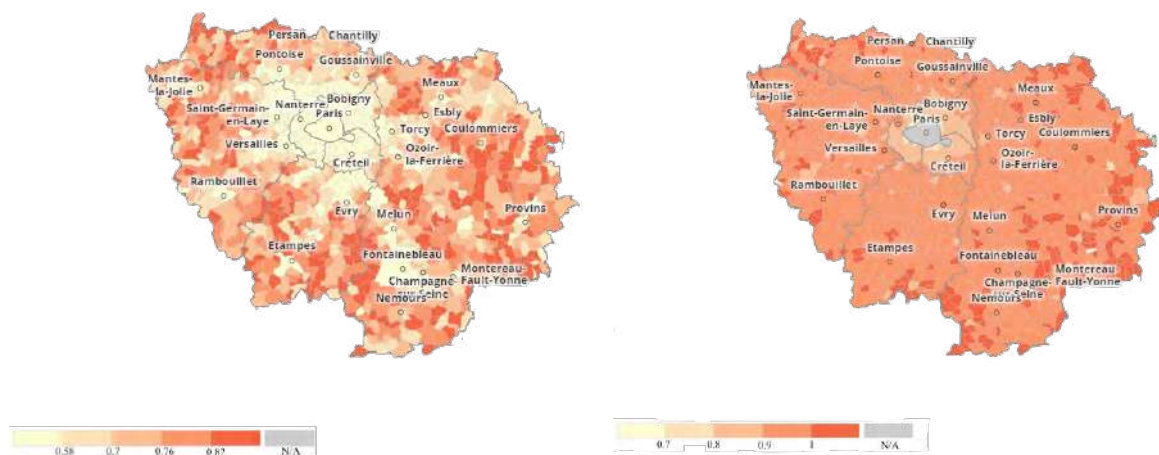 Persan
Chantilly
Pontoise
Goussainville
Mantes-
la-Jolie
Meaux
Saint-Germain-
en-Laye
Nanterre
Bobigny
Esbly
Paris
Torcy
Coulommiers
Versailles
Créteil
Ozoir-
la-Ferrière
Rambouillet
Evry
Melun
Provins
Etampes
Fontainebleau
Montereau-
Fault-Yonne
Champagne-
sur-Seine
Nemours
0.58 0.7 0.76 0.82 N/A
Persan
Chantilly
Pontoise
Goussainville
Mantes-
la-Jolie
Meaux
Saint-Germain-
en-Laye
Nanterre
Bobigny
Esbly
Paris
Torcy
Coulommiers
Versailles
Créteil
Ozoir-
la-Ferrière
Rambouillet
Evry
Melun
Provins
Etampes
Fontainebleau
Montereau-
Fault-Yonne
Champagne-
sur-Seine
Nemours
0.7 0.8 0.9 1 N/A